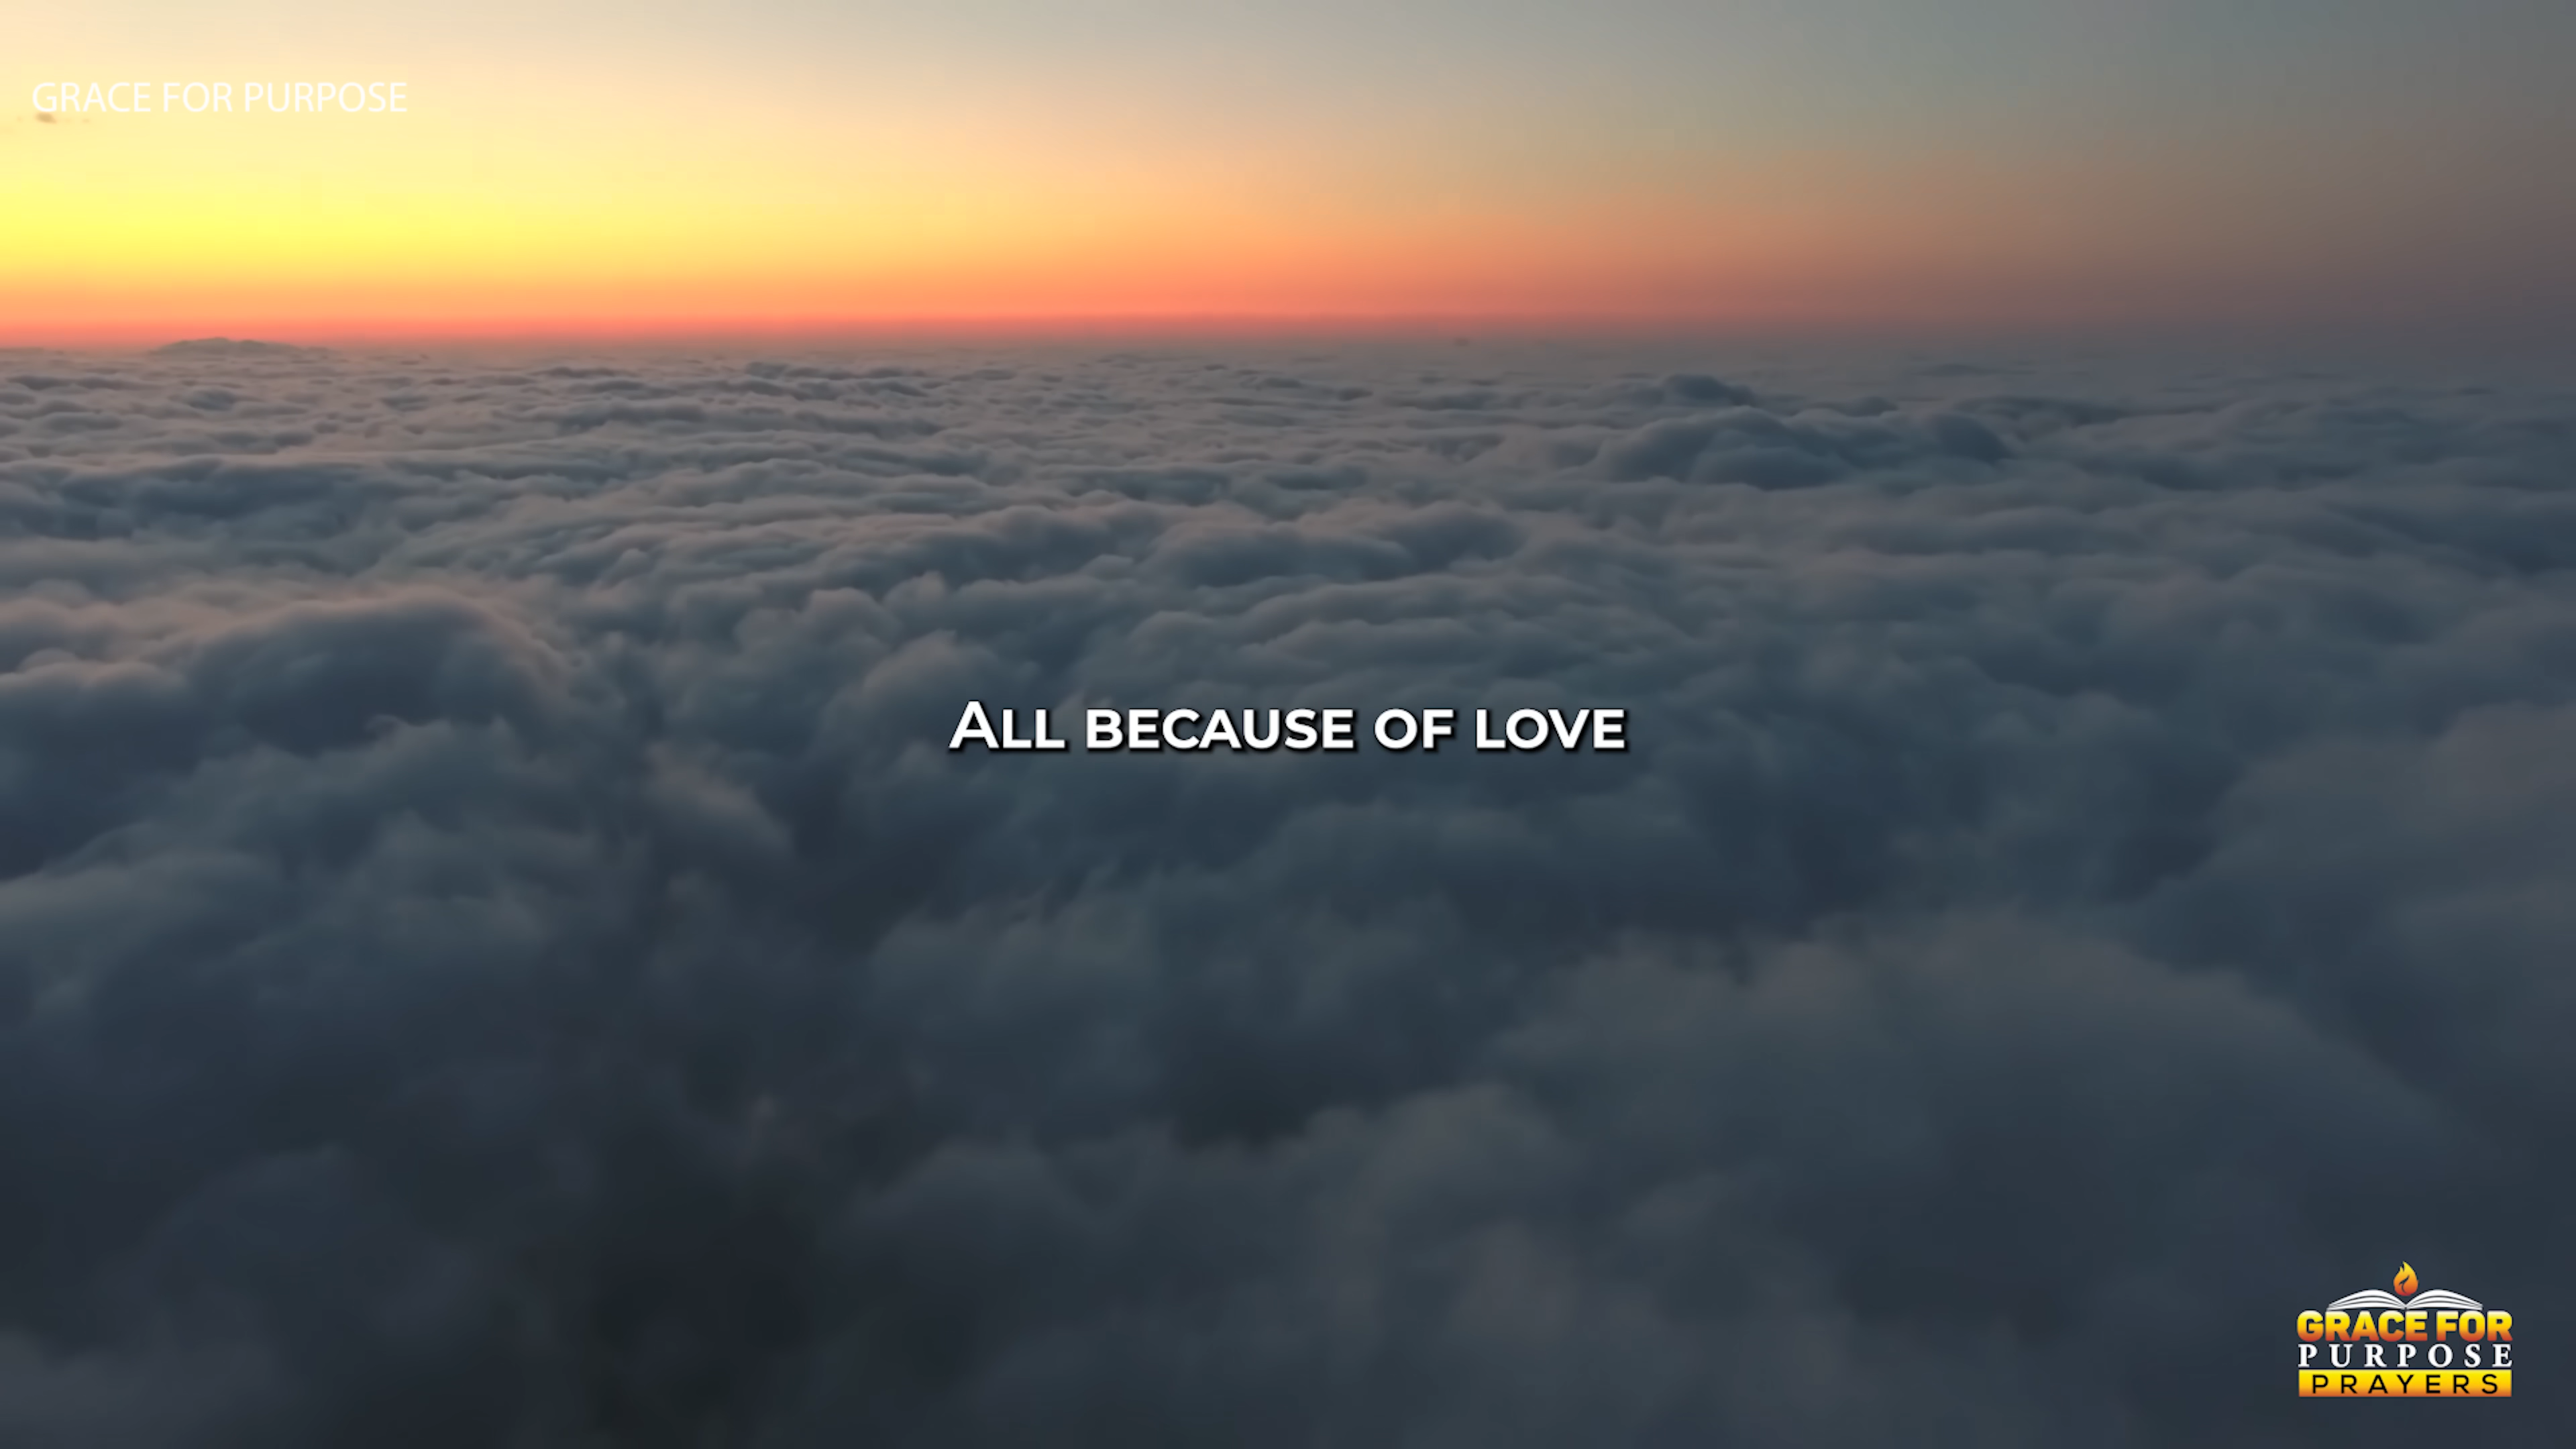 GRACE FOR PURPOSE
ALL BECAUSE OF LOVE
GRACE FOR
PURPOSE
PRAYERS